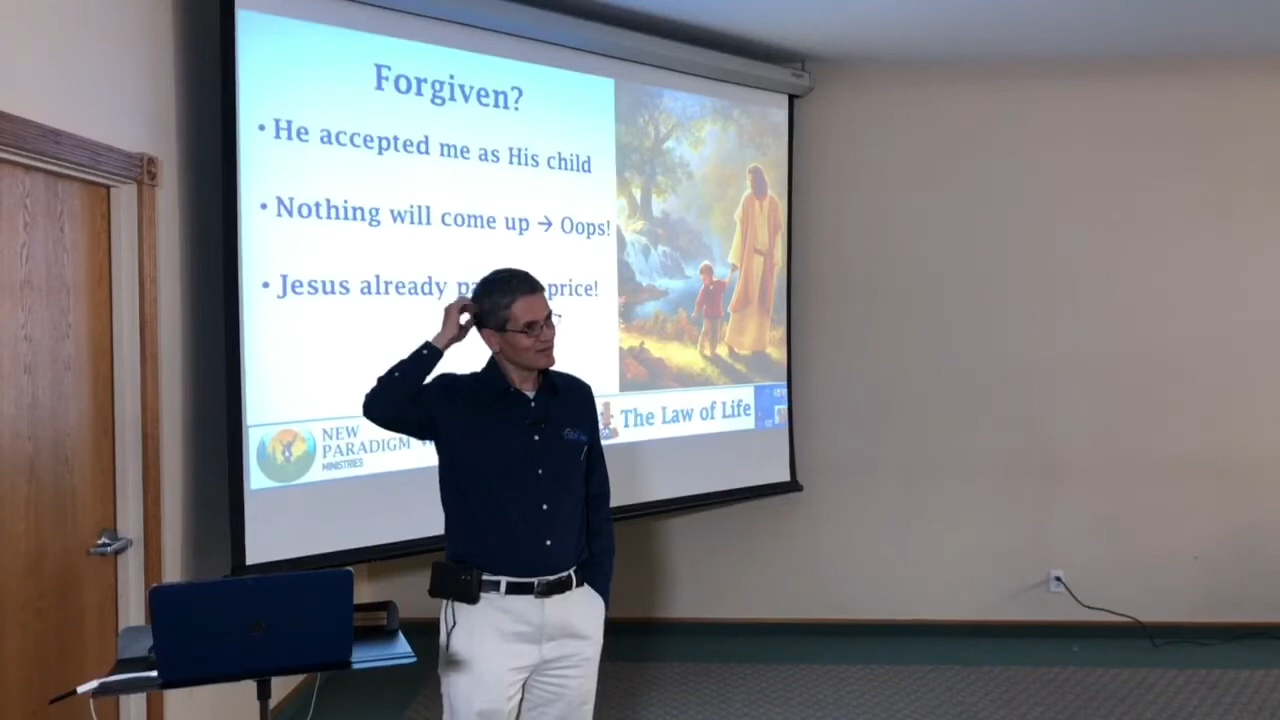 Forgiven?
• He accepted me as His child
• Nothing will come up → Oops!
• Jesus already price!
NEW
PARADIGM
MINISTRIES
The Law of Life